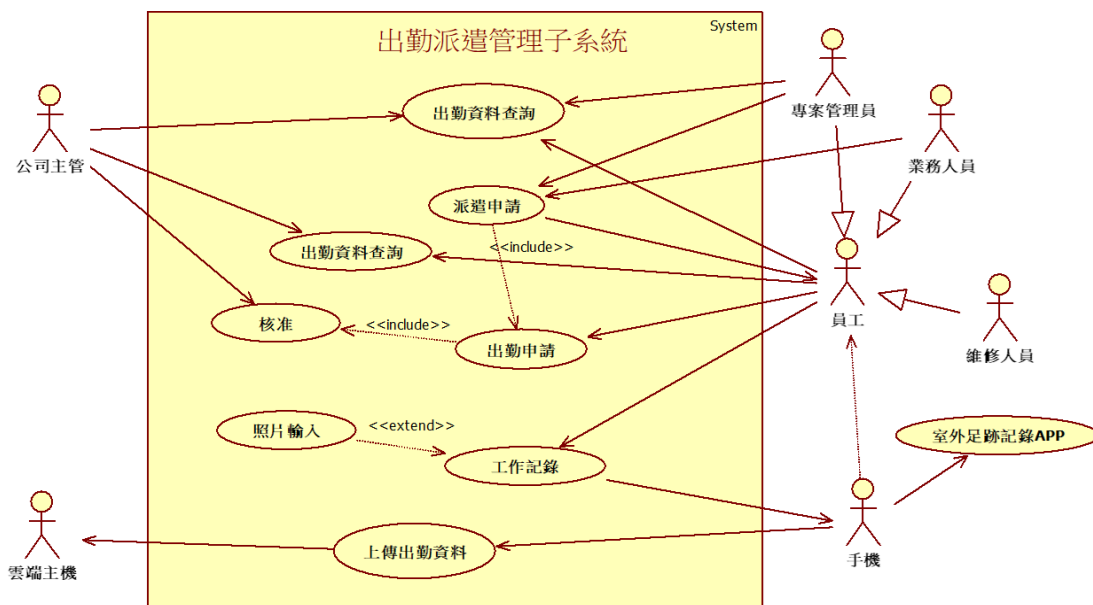 System
出勤派遣管理子系統
出勤資料查詢
專案管理員
公司主管
業務人員
派遣申請
<<include>>
出勤資料查詢
員工
核准
<<include>>
出勤申請
維修人員
照片輸入
<<extend>>
工作記錄
室外足跡記錄APP
上傳出勤資料
手機
雲端主機